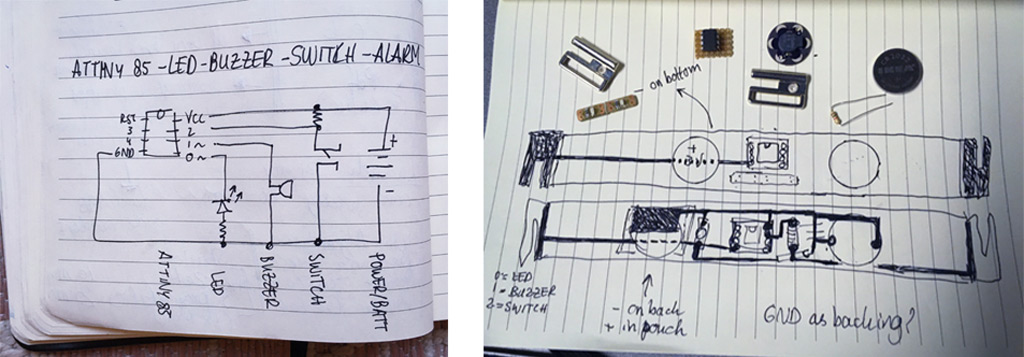 ATTINY 85 - LED - BUZZER - SWITCH - ALARM
RST
VCC
3
2
4
1~
GND
0~
+
-
ATTINY 85
LED
BUZZER
SWITCH
POWER/BATT
- on bottom
+
0 = LED
1 - BUZZER
2 = SWITCH
- on back
+ in pouch
GND as backing?